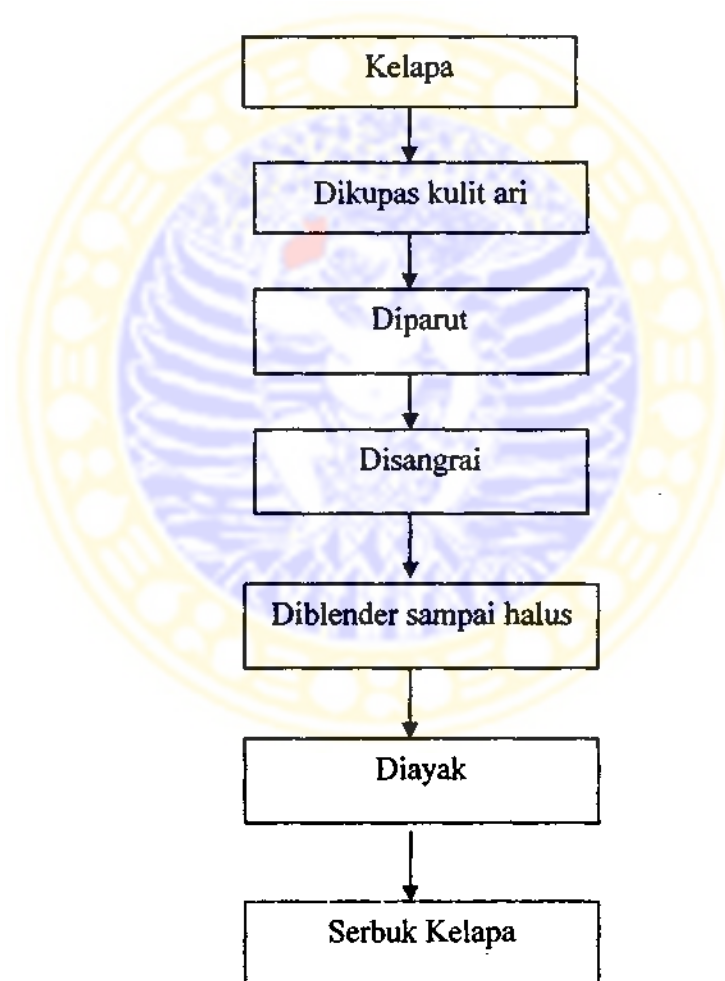 Kelapa
Dikupas kulit ari
Diparut
Disangrai
Diblender sampai halus
Diayak
Serbuk Kelapa